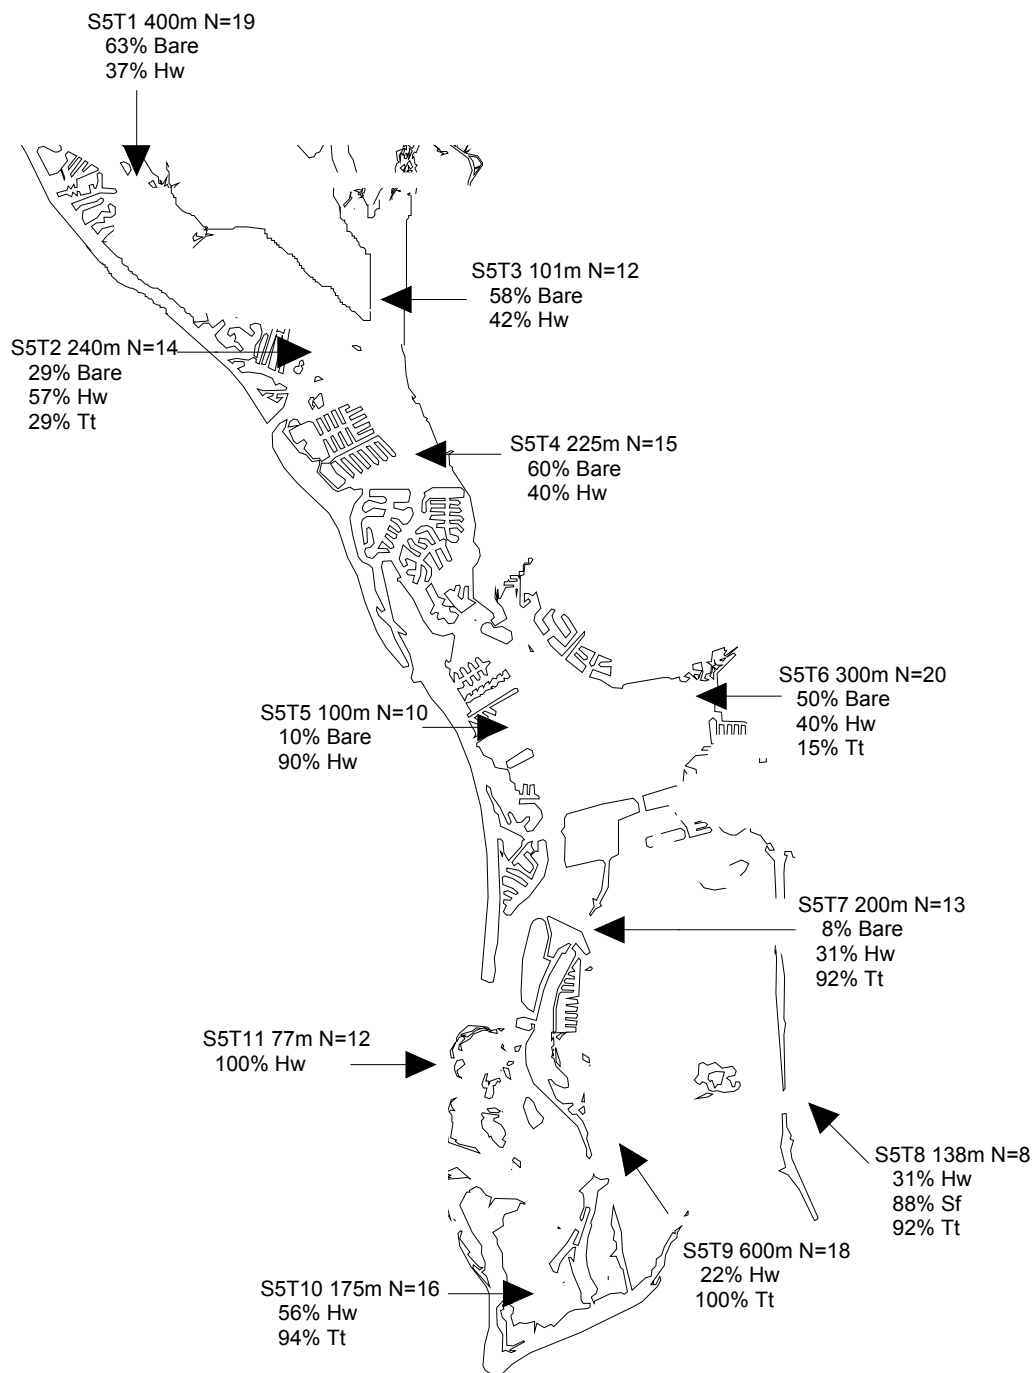 S5T1 400m N=19
63% Bare
37% Hw
S5T3 101m N=12
58% Bare
42% Hw
S5T2 240m N=14
29% Bare
57% Hw
29% Tt
S5T4 225m N=15
60% Bare
40% Hw
S5T6 300m N=20
50% Bare
40% Hw
15% Tt
S5T5 100m N=10
10% Bare
90% Hw
S5T7 200m N=13
8% Bare
31% Hw
92% Tt
S5T11 77m N=12
100% Hw
S5T8 138m N=8
31% Hw
88% Sf
92% Tt
S5T9 600m N=18
22% Hw
100% Tt
S5T10 175m N=16
56% Hw
94% Tt